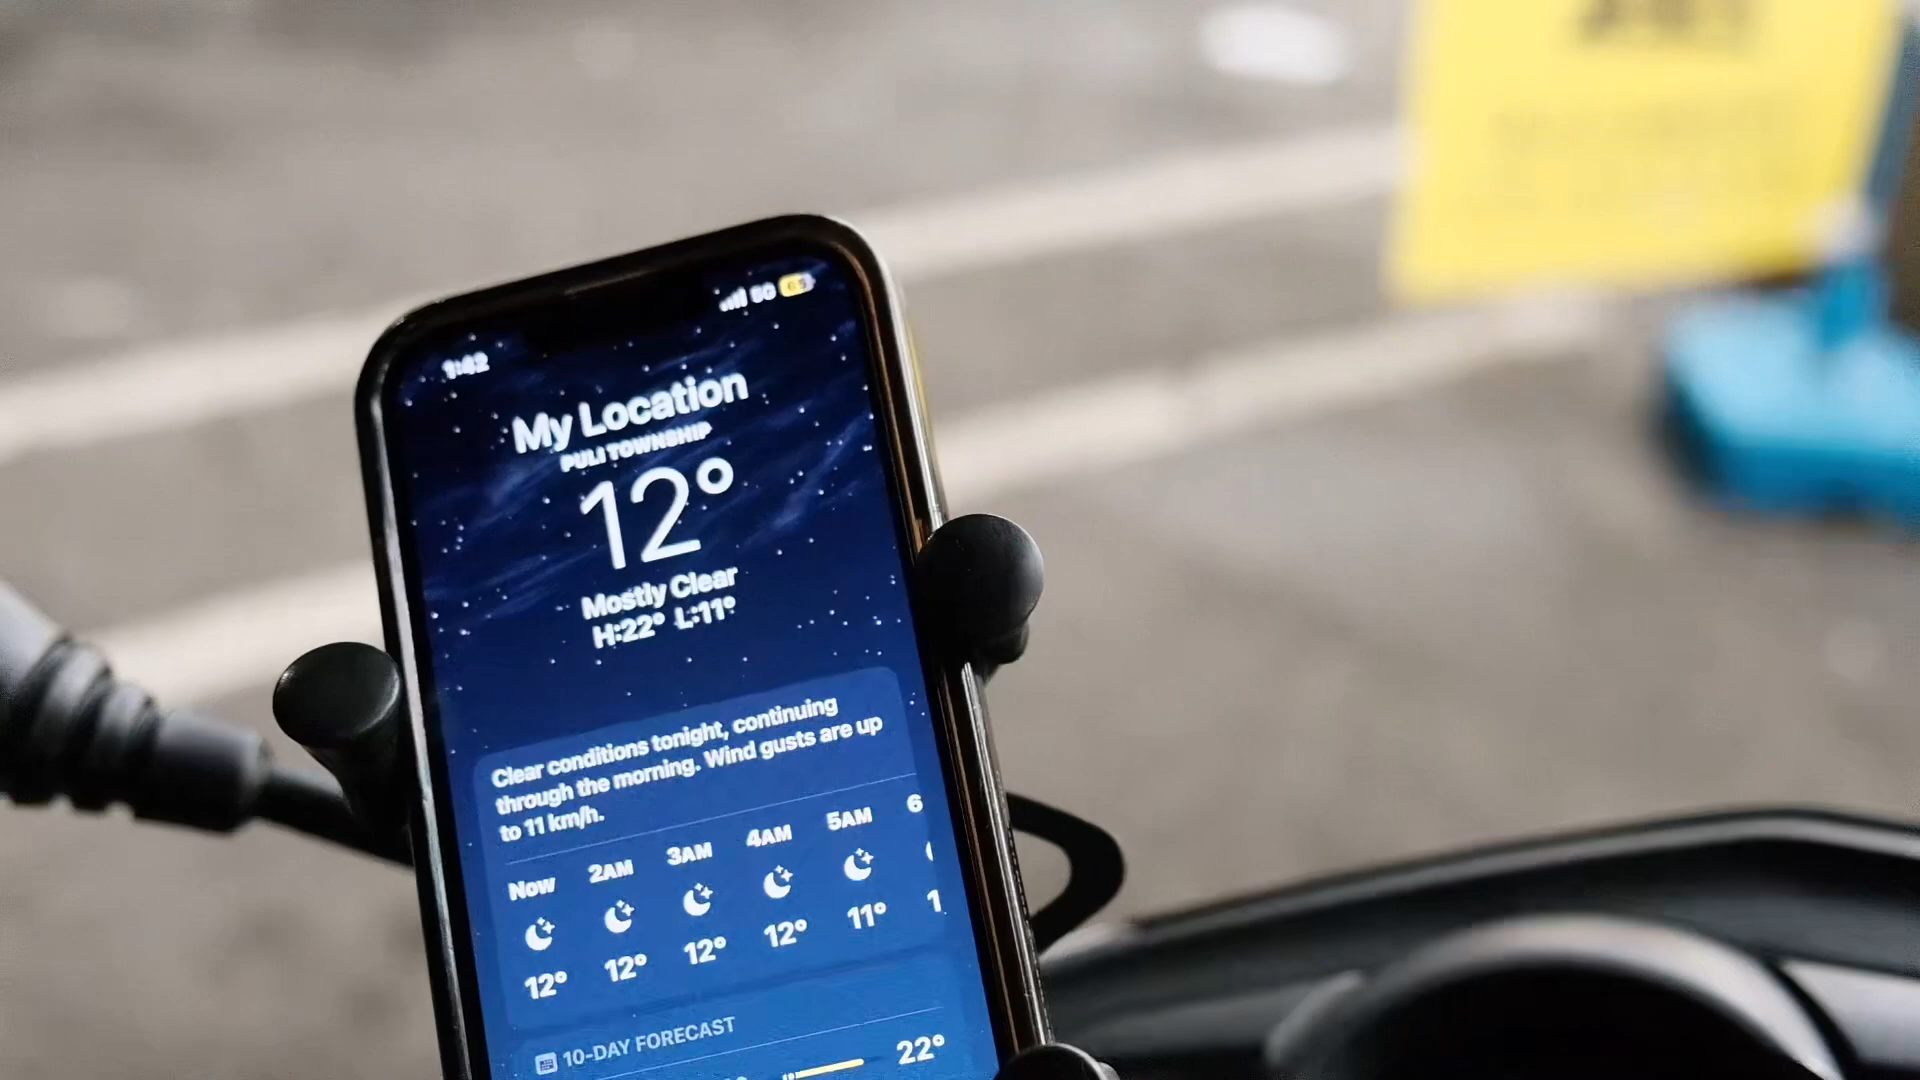 1:42
5G 65
My Location
PULI TOWNSHIP
12°
Mostly Clear
H:22° L:11°
Clear conditions tonight, continuing
through the morning. Wind gusts are up
to 11 km/h.
Now 2AM 3AM 4AM 5AM 6
12° 12° 12° 12° 11° 1
10-DAY FORECAST
22°